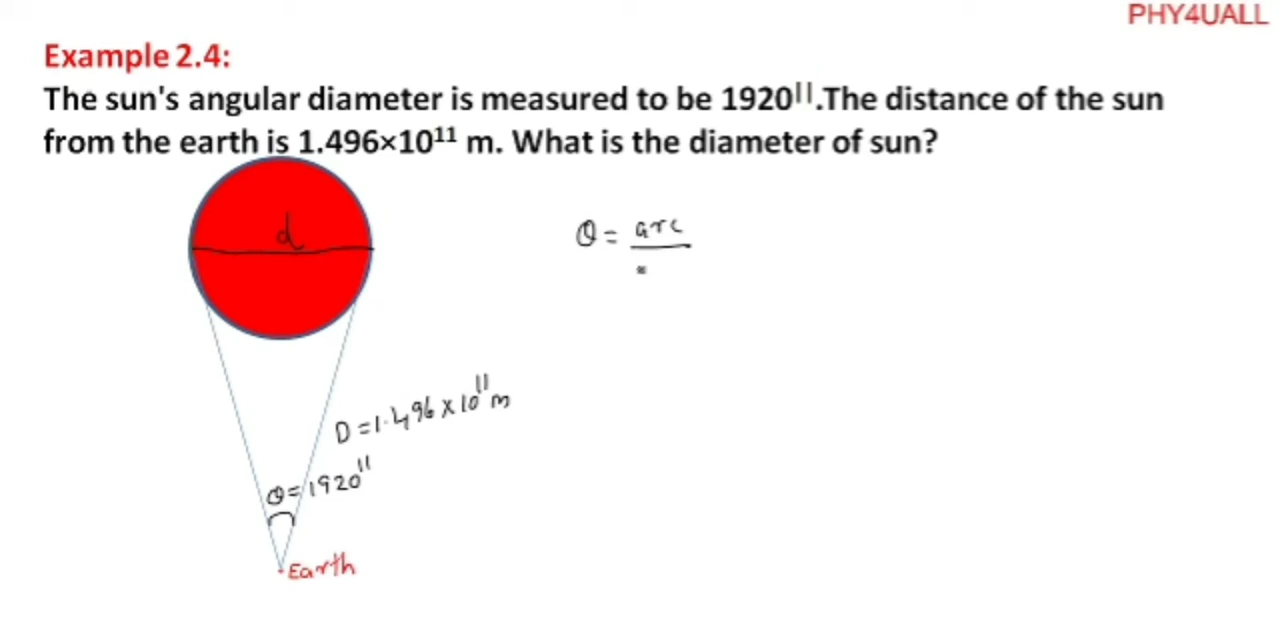 PHY4UALL
Example 2.4:
The sun's angular diameter is measured to be 1920||.The distance of the sun
from the earth is 1.496×10¹¹ m. What is the diameter of sun?
d
θ = arc
D = 1.496 × 10¹¹ m
θ = 1920||
Earth